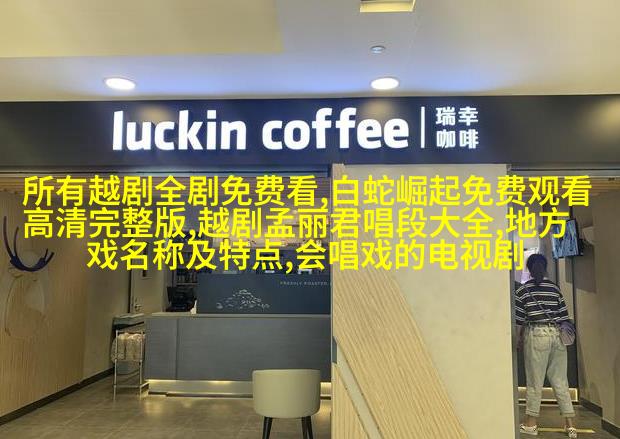 luckin coffee 瑞幸
咖啡
所有越剧全剧免费看,白蛇崛起免费观看
高清完整版,越剧孟丽君唱段大全,地方
戏名称及特点,会唱戏的电视剧
FRESHLY ROASTED